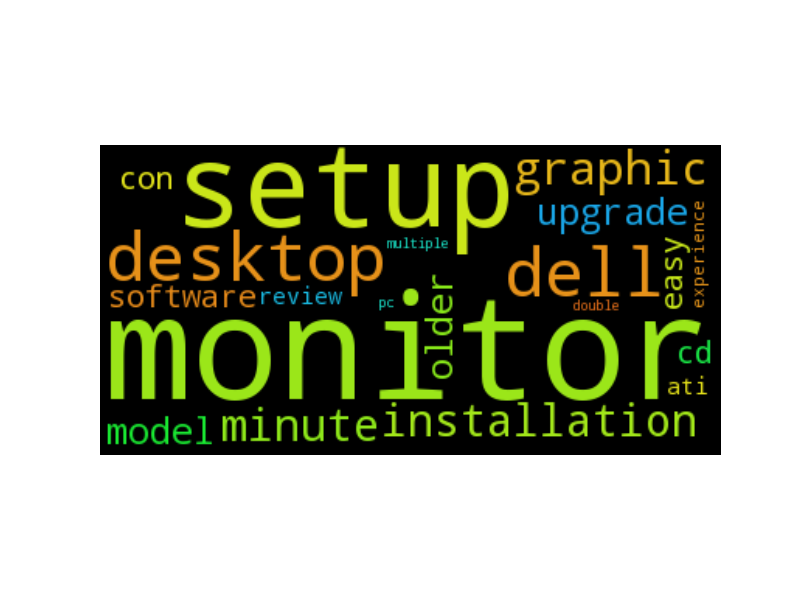 con
setup
graphic
upgrade
desktop
multiple
dell
easy
experience
software
review
pc
older
double
monitor
cd
ati
model
minute
installation